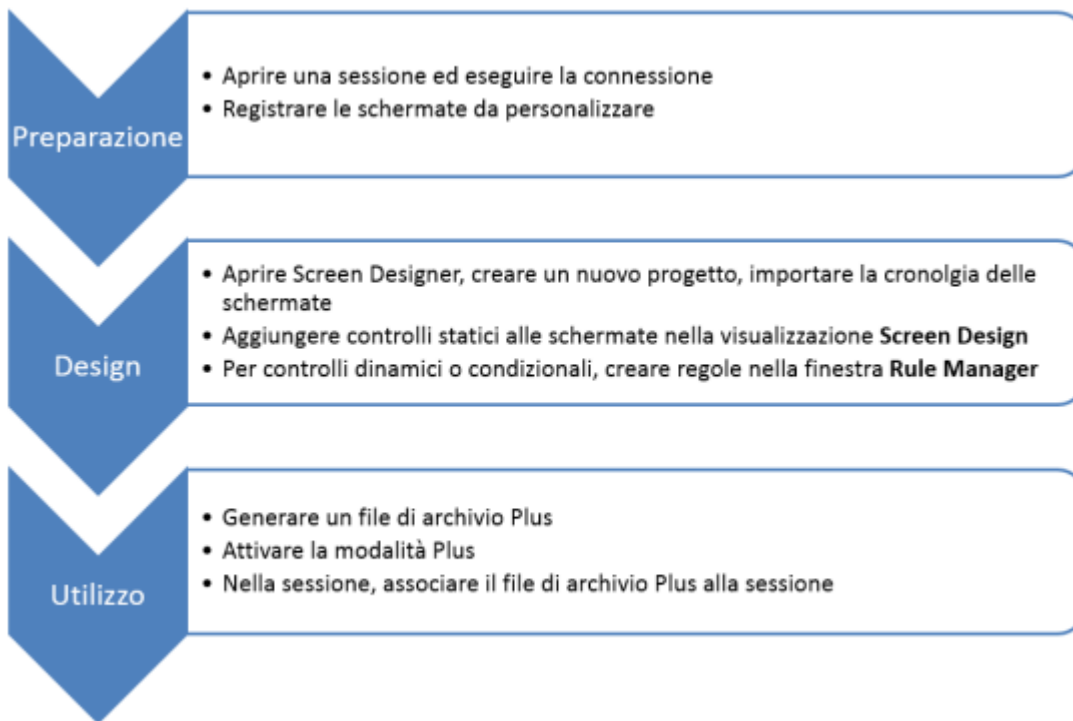 Preparazione
• Aprire una sessione ed eseguire la connessione
• Registrare le schermate da personalizzare
Design
• Aprire Screen Designer, creare un nuovo progetto, importare la cronolgia delle
schermate
• Aggiungere controlli statici alle schermate nella visualizzazione Screen Design
• Per controlli dinamici o condizionali, creare regole nella finestra Rule Manager
Utilizzo
• Generare un file di archivio Plus
• Attivare la modalità Plus
• Nella sessione, associare il file di archivio Plus alla sessione